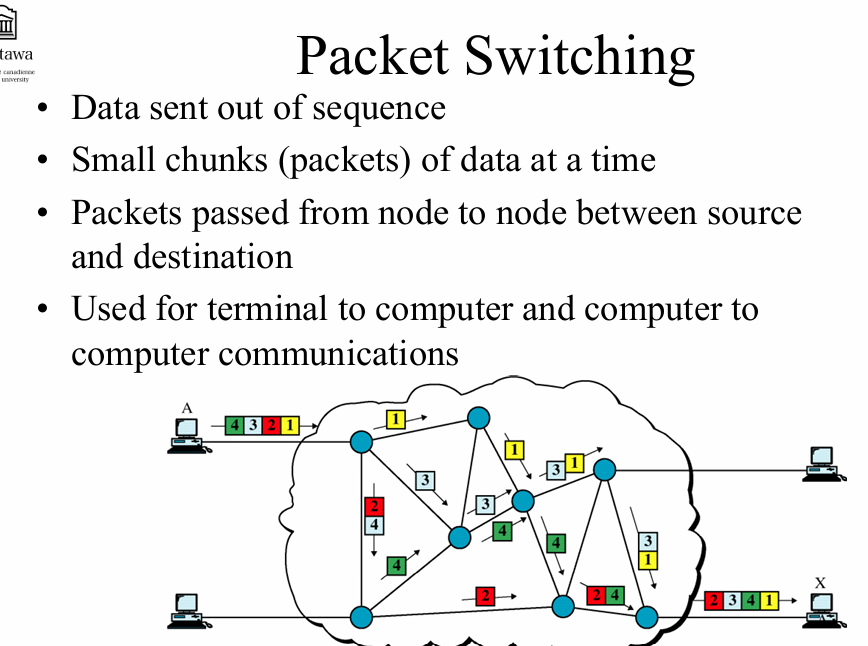 tawa
canadienne
university
Packet Switching
• Data sent out of sequence
• Small chunks (packets) of data at a time
• Packets passed from node to node between source
and destination
• Used for terminal to computer and computer to
computer communications
A
4 3 2 1
1
1
3 1
3
3
2
4
4
4
4
3
1
2
2 4
2 3 4 1
X